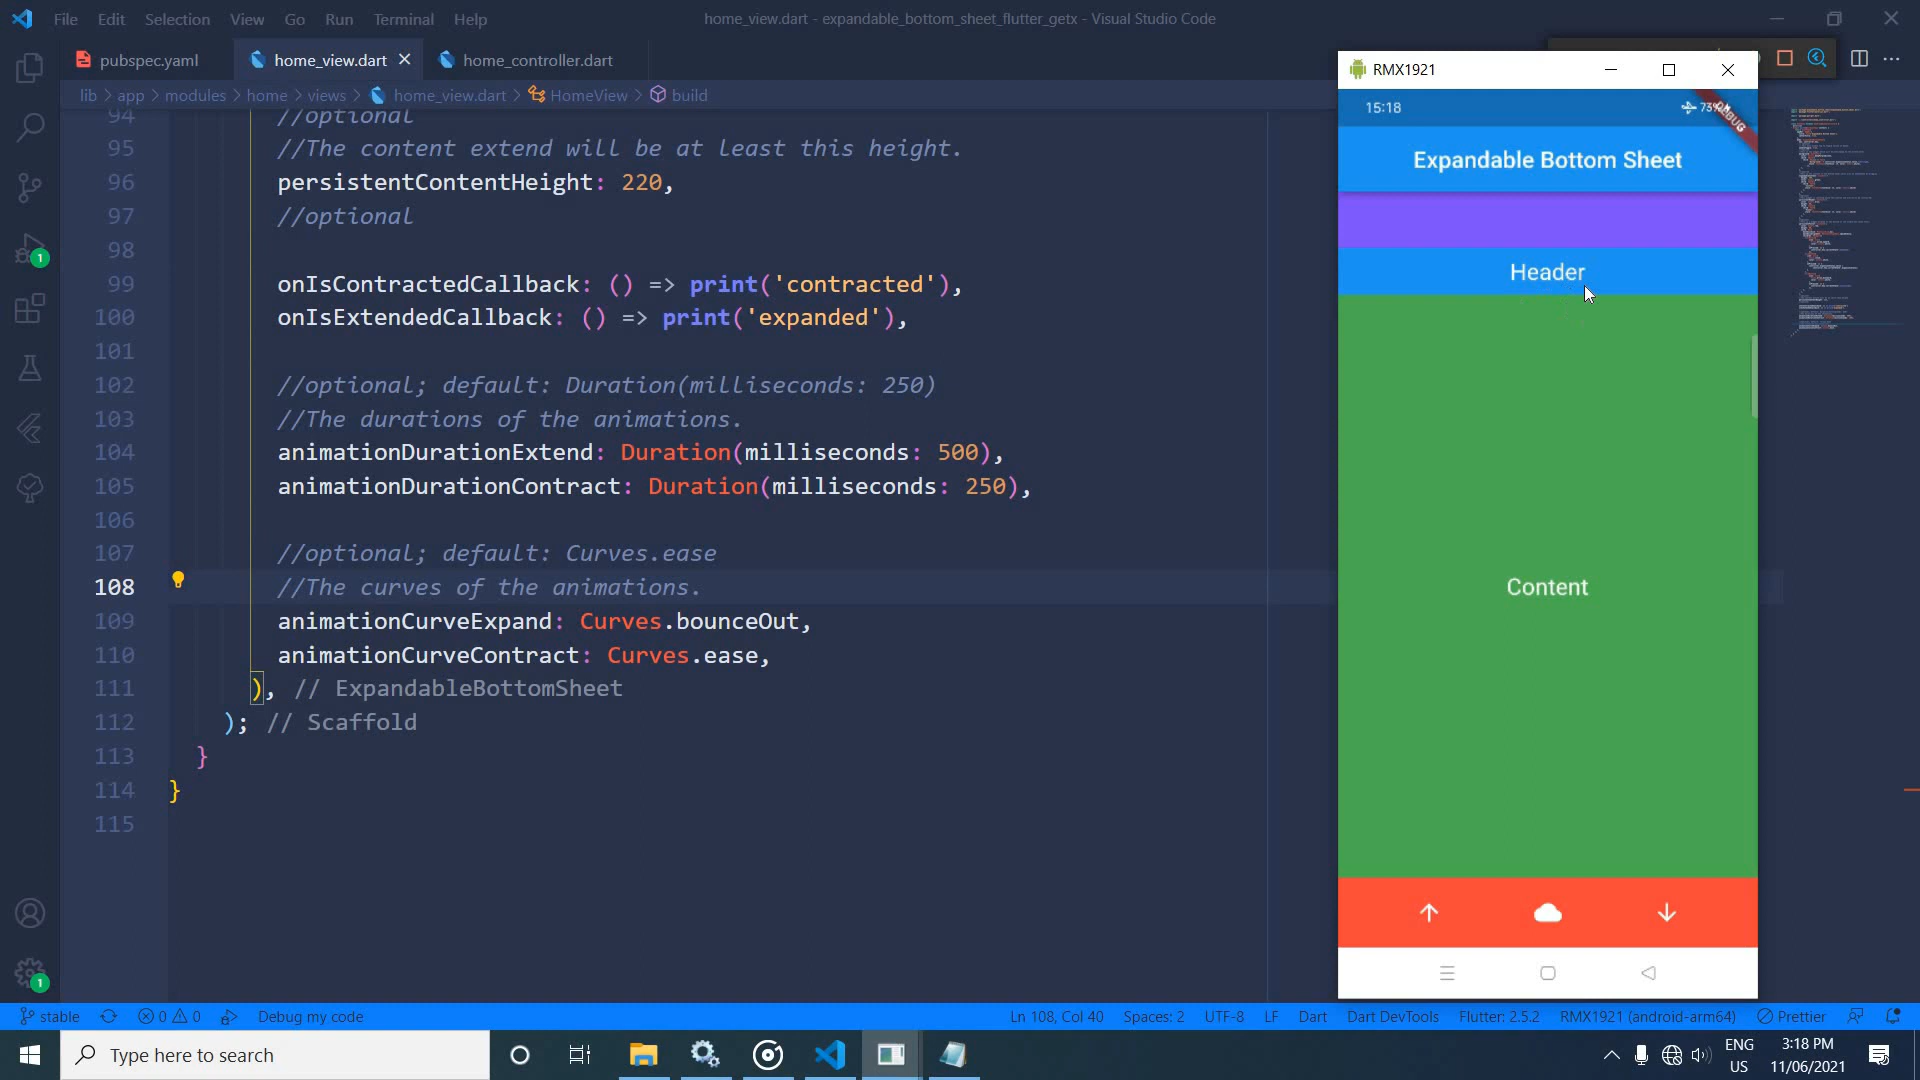 File Edit Selection View Go Run Terminal Help
home_view.dart - expandable_bottom_sheet_flutter_getx - Visual Studio Code
pubspec.yaml home_view.dart home_controller.dart
lib > app > modules > home > views > home_view.dart > HomeView > build
94 //optional
95 //The content extend will be at least this height.
96 persistentContentHeight: 220,
97 //optional
98
99 onIsContractedCallback: () => print('contracted'),
100 onIsExtendedCallback: () => print('expanded'),
101
102 //optional; default: Duration(milliseconds: 250)
103 //The durations of the animations.
104 animationDurationExtend: Duration(milliseconds: 500),
105 animationDurationContract: Duration(milliseconds: 250),
106
107 //optional; default: Curves.ease
108 //The curves of the animations.
109 animationCurveExpand: Curves.bounceOut,
110 animationCurveContract: Curves.ease,
111 ), // ExpandableBottomSheet
112 ); // Scaffold
113 }
114 }
115
RMX1921
15:18
DEBUG
Expandable Bottom Sheet
Header
Content
1
1
stable 0 0 Debug my code
Ln 108, Col 40 Spaces: 2 UTF-8 LF Dart Dart DevTools Flutter: 2.5.2 RMX1921 (android-arm64) Prettier
Type here to search
ENG
US
3:18 PM
11/06/2021